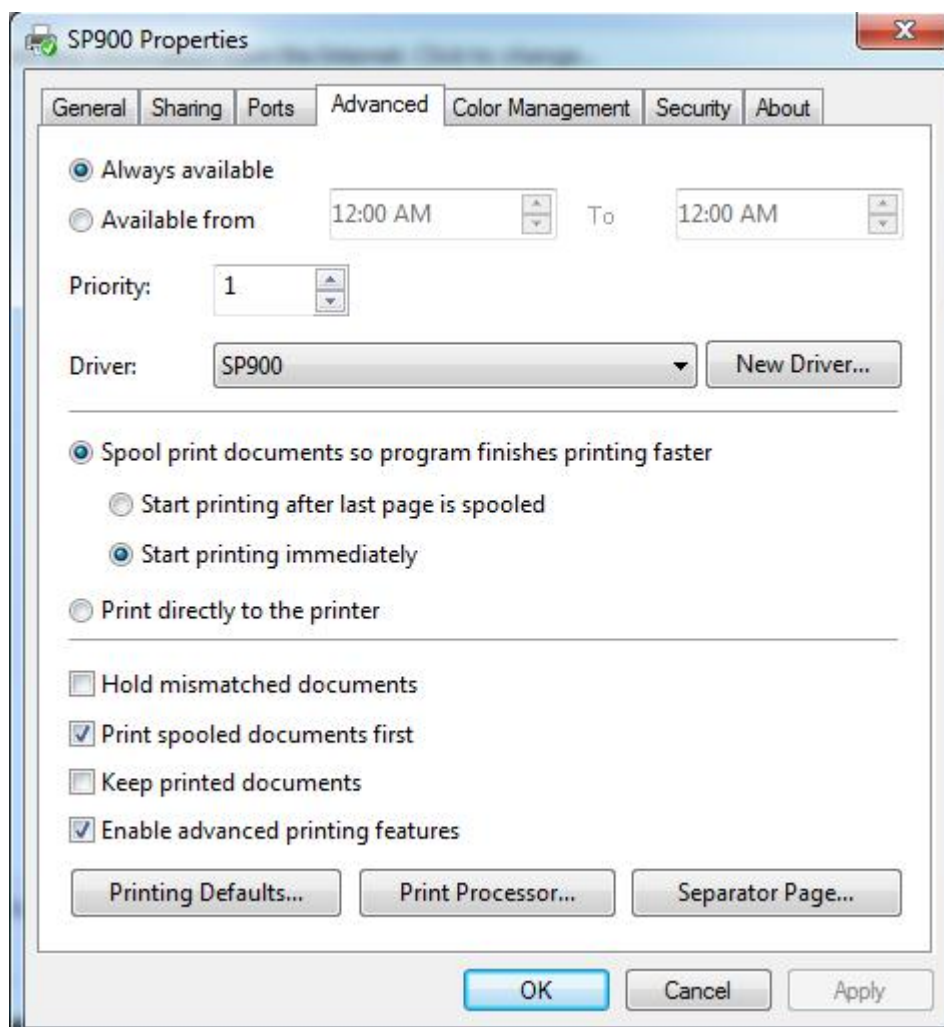 SP900 Properties
General Sharing Ports Advanced Color Management Security About
Always available
Available from 12:00 AM To 12:00 AM
Priority: 1
Driver: SP900 New Driver...
Spool print documents so program finishes printing faster
Start printing after last page is spooled
Start printing immediately
Print directly to the printer
Hold mismatched documents
Print spooled documents first
Keep printed documents
Enable advanced printing features
Printing Defaults... Print Processor... Separator Page...
OK Cancel Apply